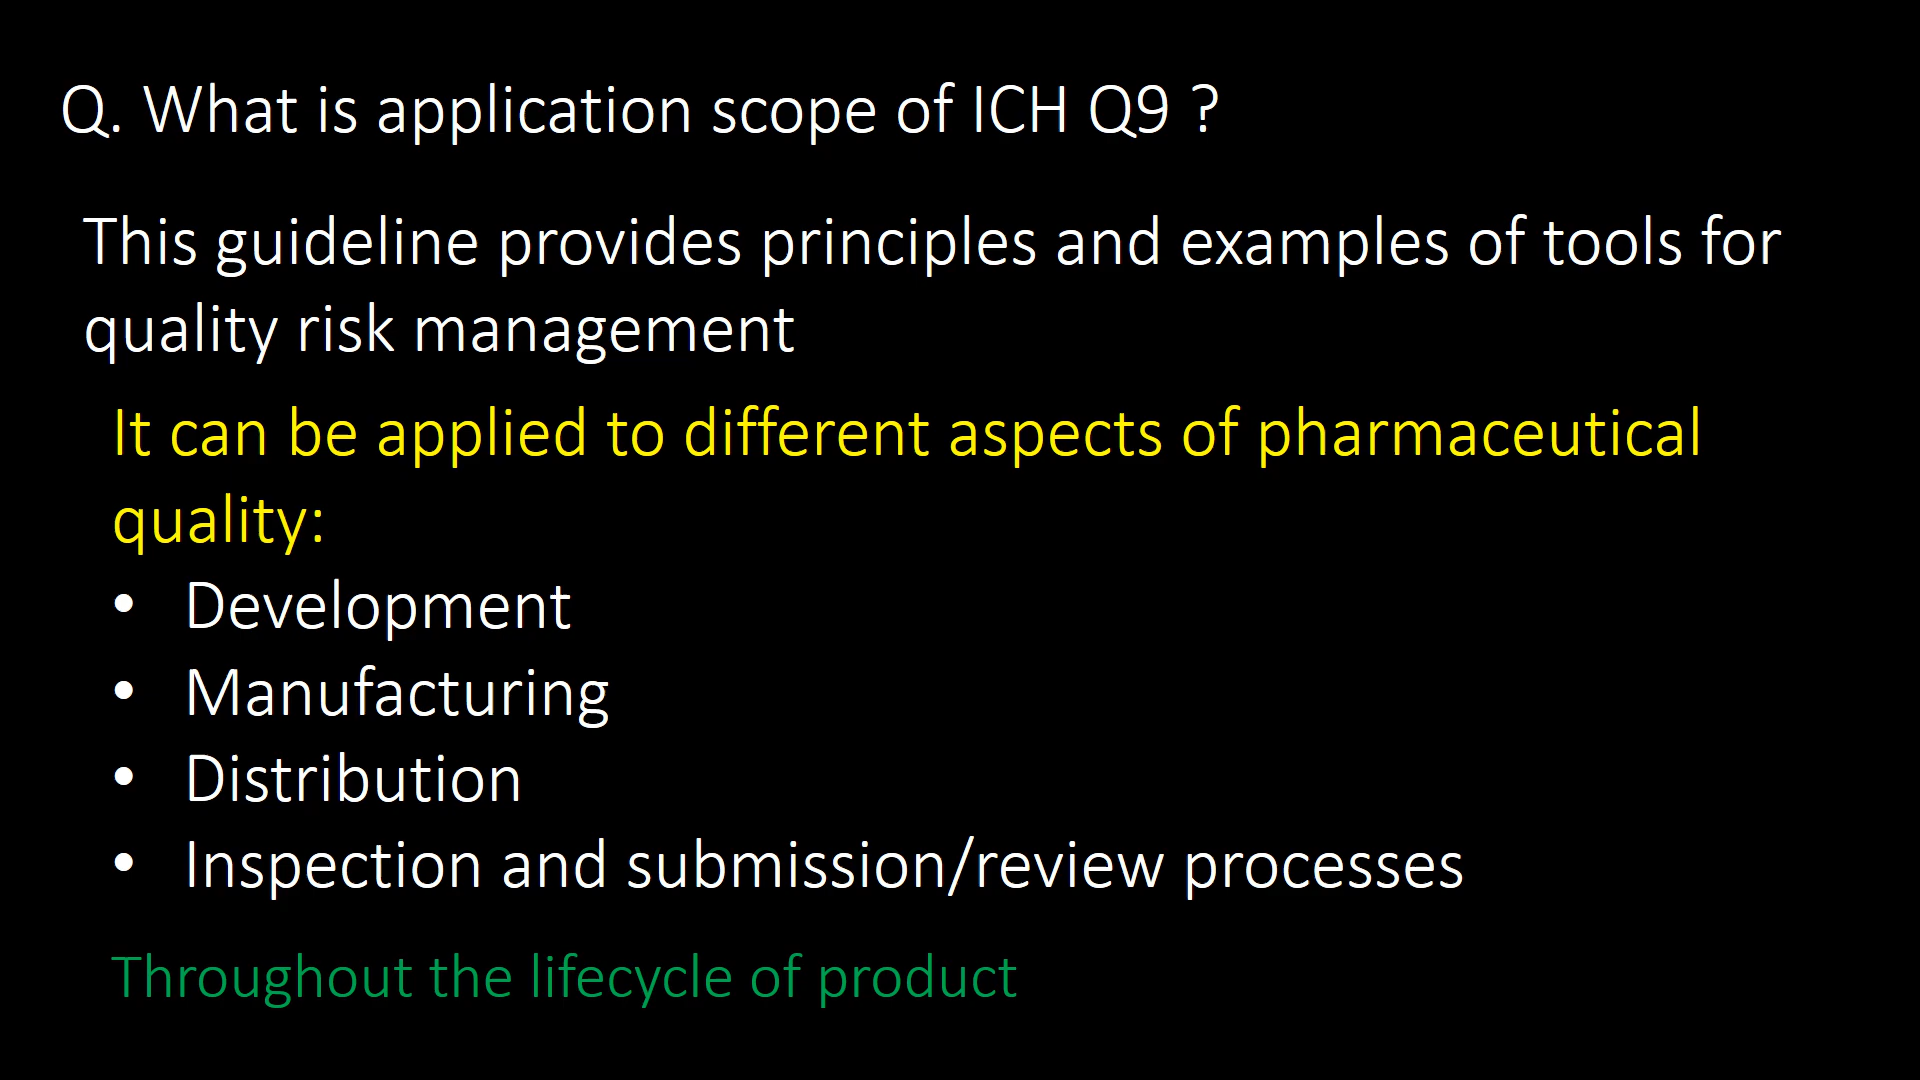 Q. What is application scope of ICH Q9 ?
This guideline provides principles and examples of tools for
quality risk management
It can be applied to different aspects of pharmaceutical
quality:
• Development
• Manufacturing
• Distribution
• Inspection and submission/review processes
Throughout the lifecycle of product